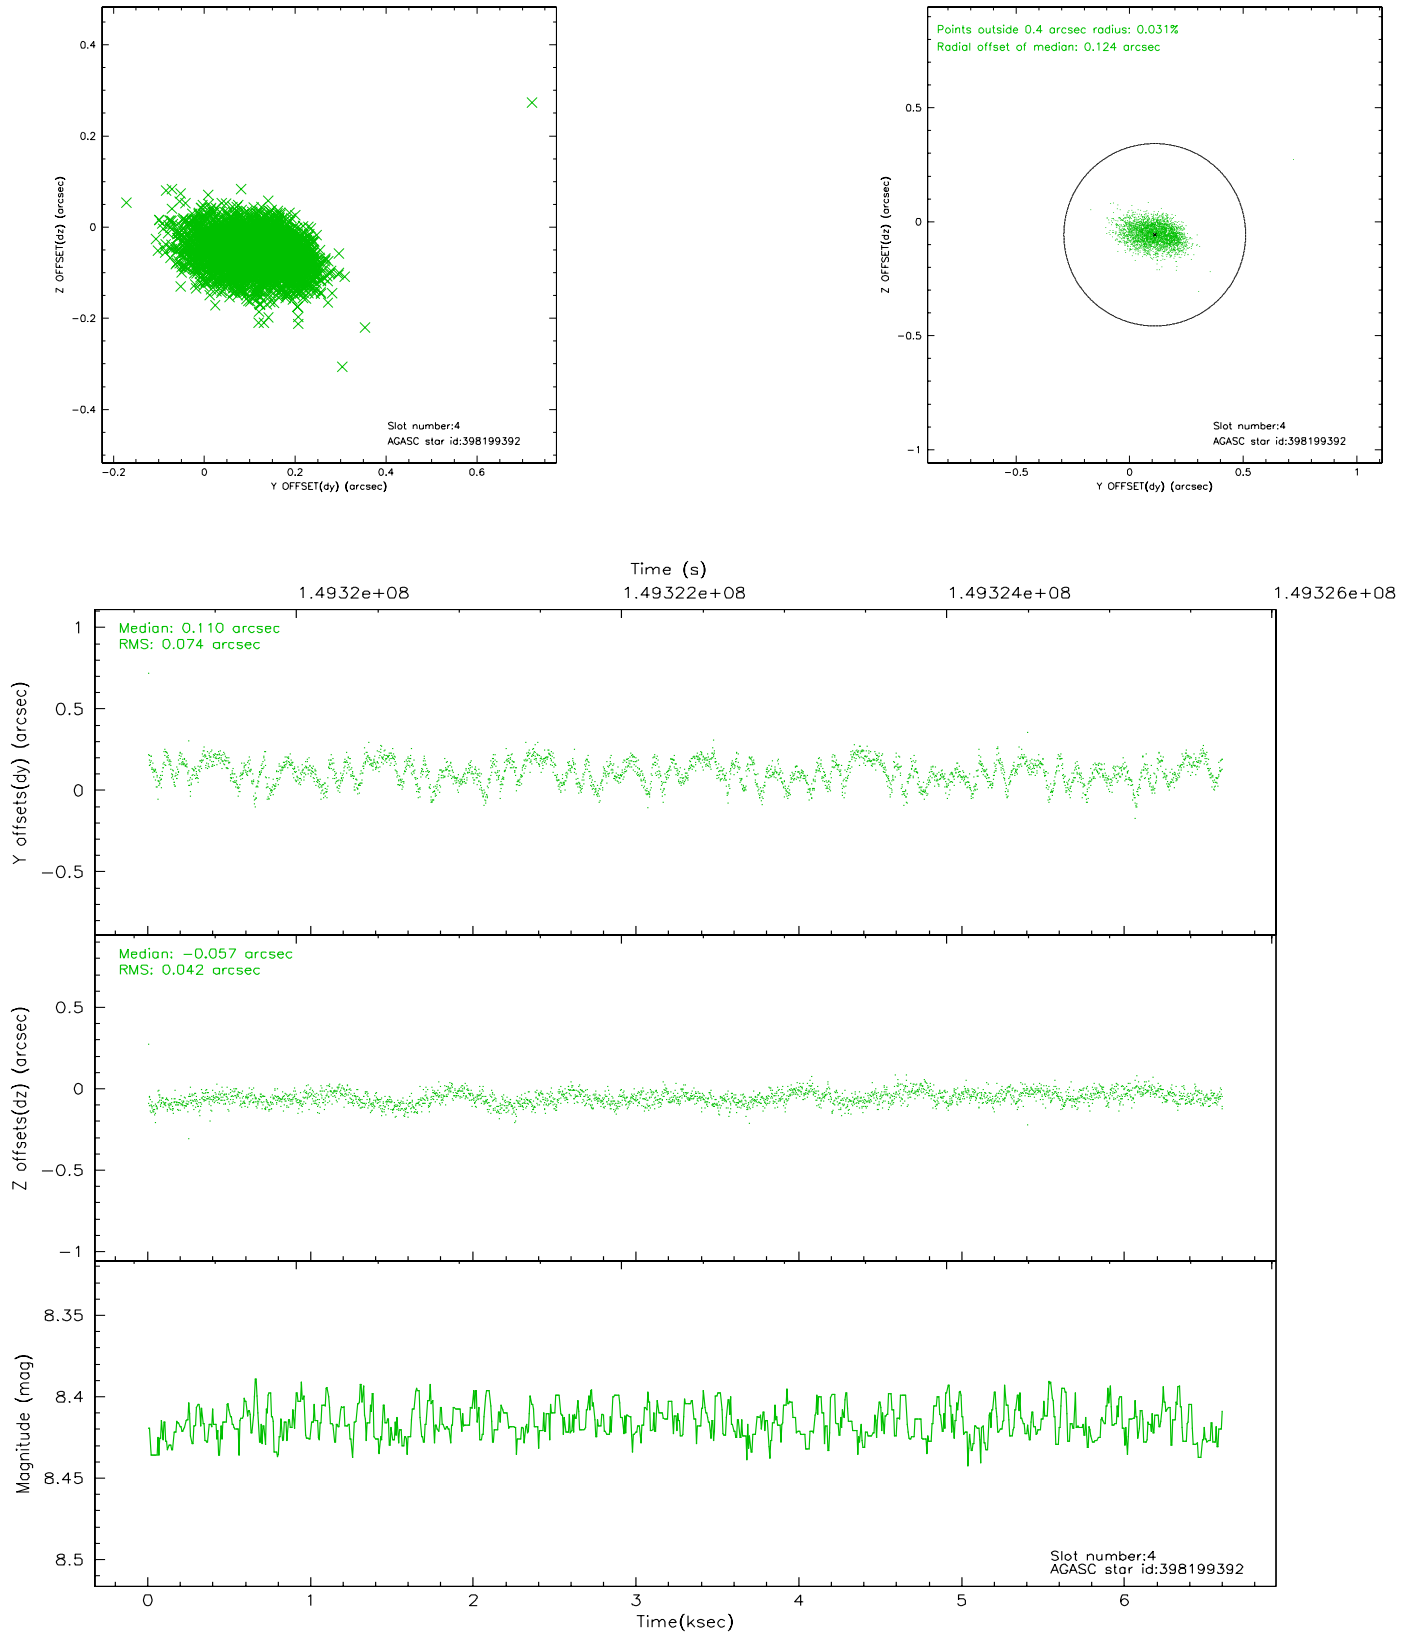 0.4
0.2
0
−0.2
−0.4
Z OFFSET(dz) (arcsec)
Slot number:4
AGASC star id:398199392
−0.2 0 0.2 0.4 0.6
Y OFFSET(dy) (arcsec)
Points outside 0.4 arcsec radius: 0.031%
Radial offset of median: 0.124 arcsec
0.5
0
−0.5
−1
Z OFFSET(dz) (arcsec)
Slot number:4
AGASC star id:398199392
−0.5 0 0.5 1
Y OFFSET(dy) (arcsec)
Time (s)
1.4932e+08 1.49322e+08 1.49324e+08 1.49326e+08
Median: 0.110 arcsec
RMS: 0.074 arcsec
1
0.5
0
−0.5
Y offsets(dy) (arcsec)
Median: −0.057 arcsec
RMS: 0.042 arcsec
0.5
0
−0.5
−1
Z offsets(dz) (arcsec)
8.35
8.4
8.45
8.5
Magnitude (mag)
Slot number:4
AGASC star id:398199392
0 1 2 3 4 5 6
Time(ksec)